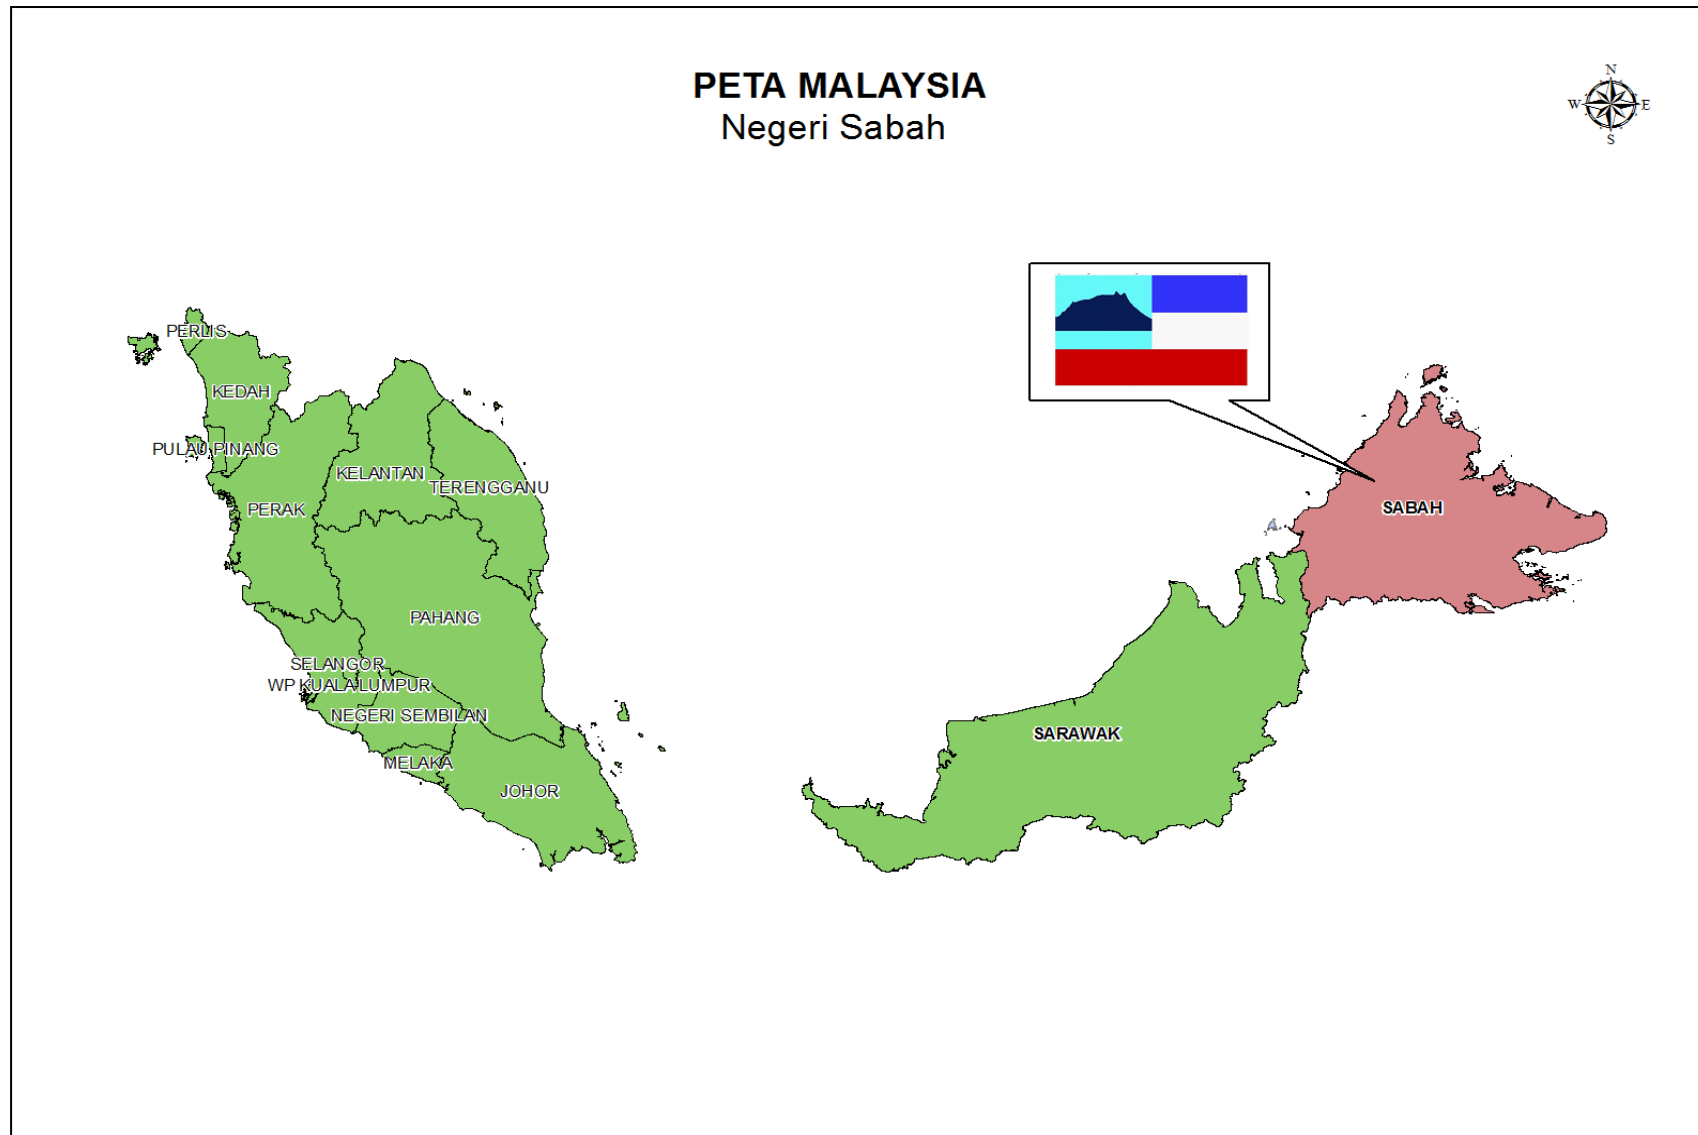 PETA MALAYSIA
Negeri Sabah
N
W E
S
PERLIS
KEDAH
PULAU PINANG
KELANTAN
TERENGGANU
PERAK
SABAH
PAHANG
SELANGOR
WP KUALA LUMPUR
NEGERI SEMBILAN
SARAWAK
MELAKA
JOHOR